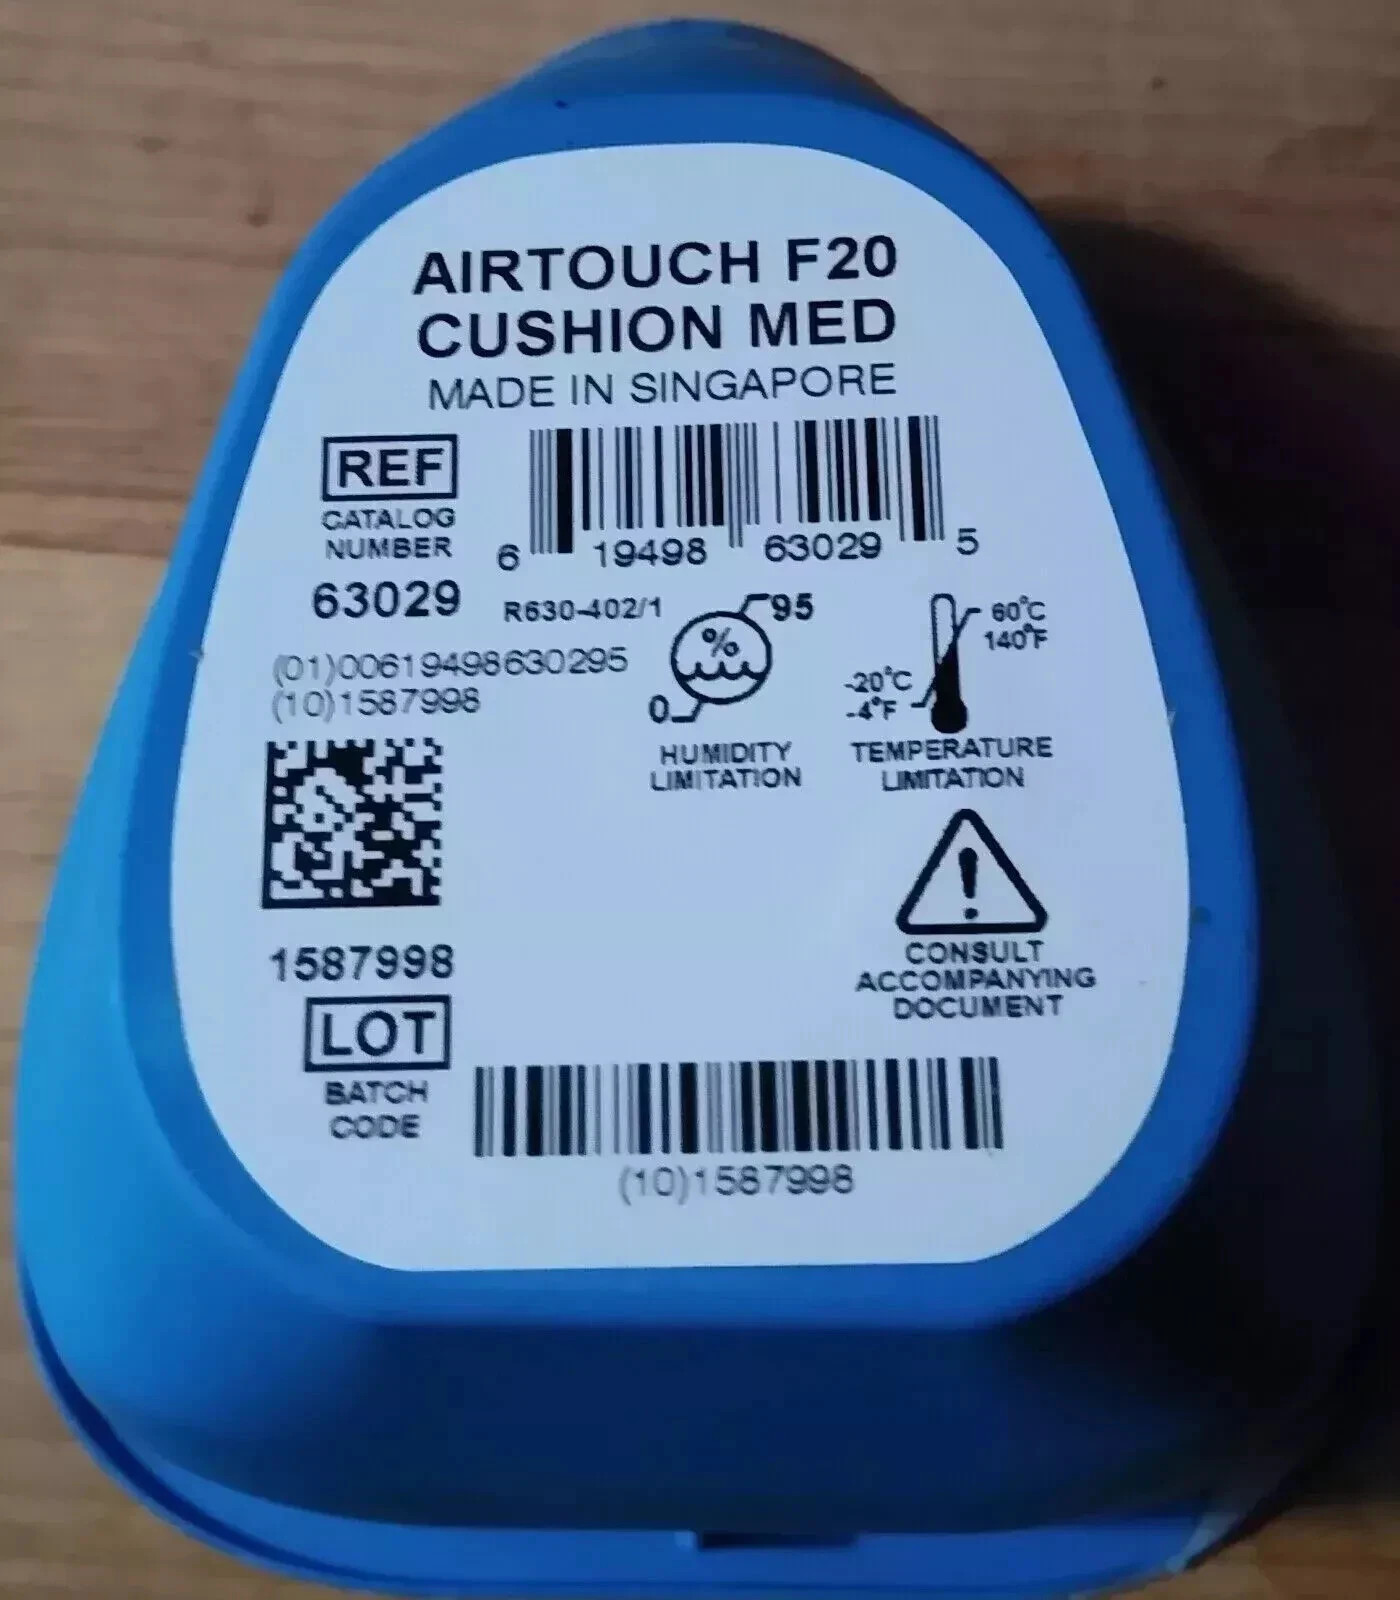 AIRTOUCH F20
CUSHION MED
MADE IN SINGAPORE
REF
CATALOG
NUMBER
63029
6 19498 63029 5
R630-402/1
(01)00619498630295
(10)1587998
%
95
0
HUMIDITY
LIMITATION
60°C
140°F
-20°C
-4°F
TEMPERATURE
LIMITATION
!
CONSULT
ACCOMPANYING
DOCUMENT
1587998
LOT
BATCH
CODE
(10)1587998